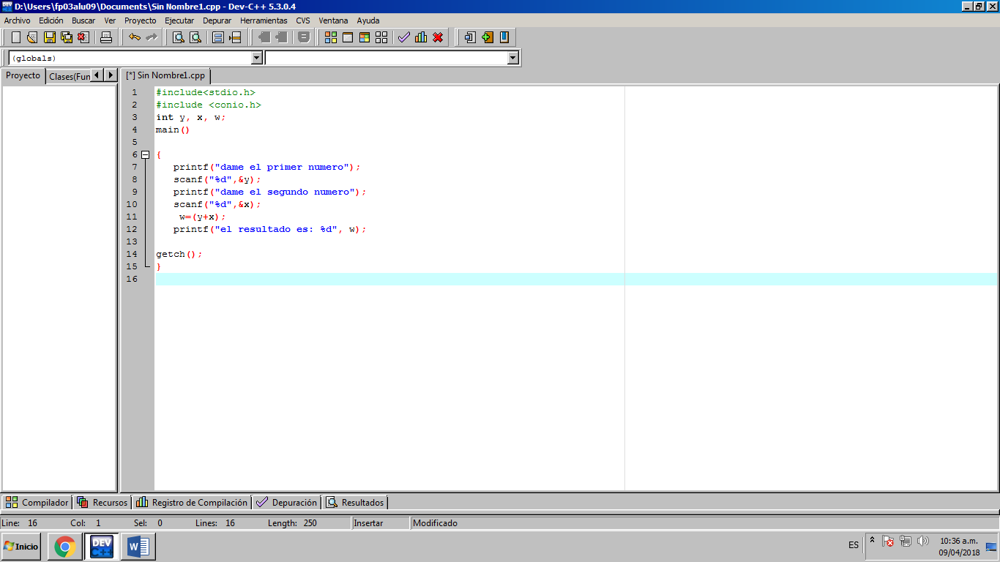 D:\Users\fp03alu09\Documents\Sin Nombre1.cpp - Dev-C++ 5.3.0.4
Archivo Edición Buscar Ver Proyecto Ejecutar Depurar Herramientas CVS Ventana Ayuda
(globals)
Proyecto Clases(Fun [*] Sin Nombre1.cpp
1 #include<stdio.h>
2 #include <conio.h>
3 int y, x, w;
4 main()
5
6 {
7 printf("dame el primer numero");
8 scanf("%d",&y);
9 printf("dame el segundo numero");
10 scanf("%d",&x);
11 w=(y+x);
12 printf("el resultado es: %d", w);
13
14 getch();
15 }
16
Compilador Recursos Registro de Compilación Depuración Resultados
Line: 16 Col: 1 Sel: 0 Lines: 16 Length: 250 Insertar Modificado
Inicio DEV C++ W ES 10:36 a.m.
09/04/2018